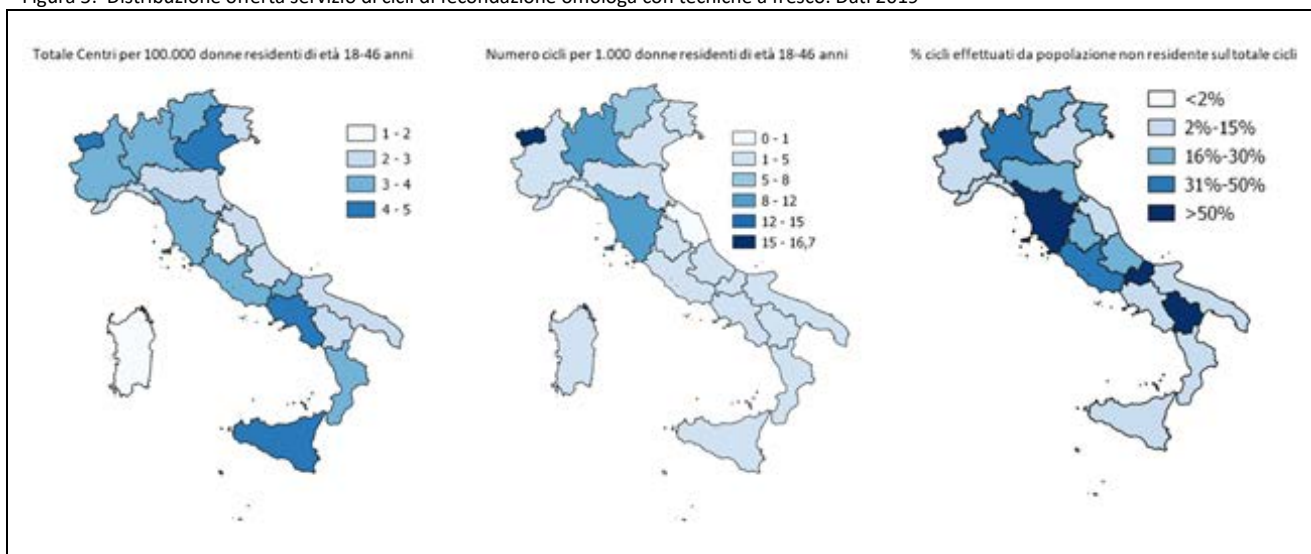 Figura 3: Distribuzione offerta servizio di cicli di fecondazione omologa con tecniche a fresco. Dati 2015
Totale Centri per 100.000 donne residenti di età 18-46 anni
1 - 2
2 - 3
3 - 4
4 - 5
Numero cicli per 1.000 donne residenti di età 18-46 anni
0 - 1
1 - 5
5 - 8
8 - 12
12 - 15
15 - 16,7
% cicli effettuati da popolazione non residente sul totale cicli
<2%
2%-15%
16%-30%
31%-50%
>50%